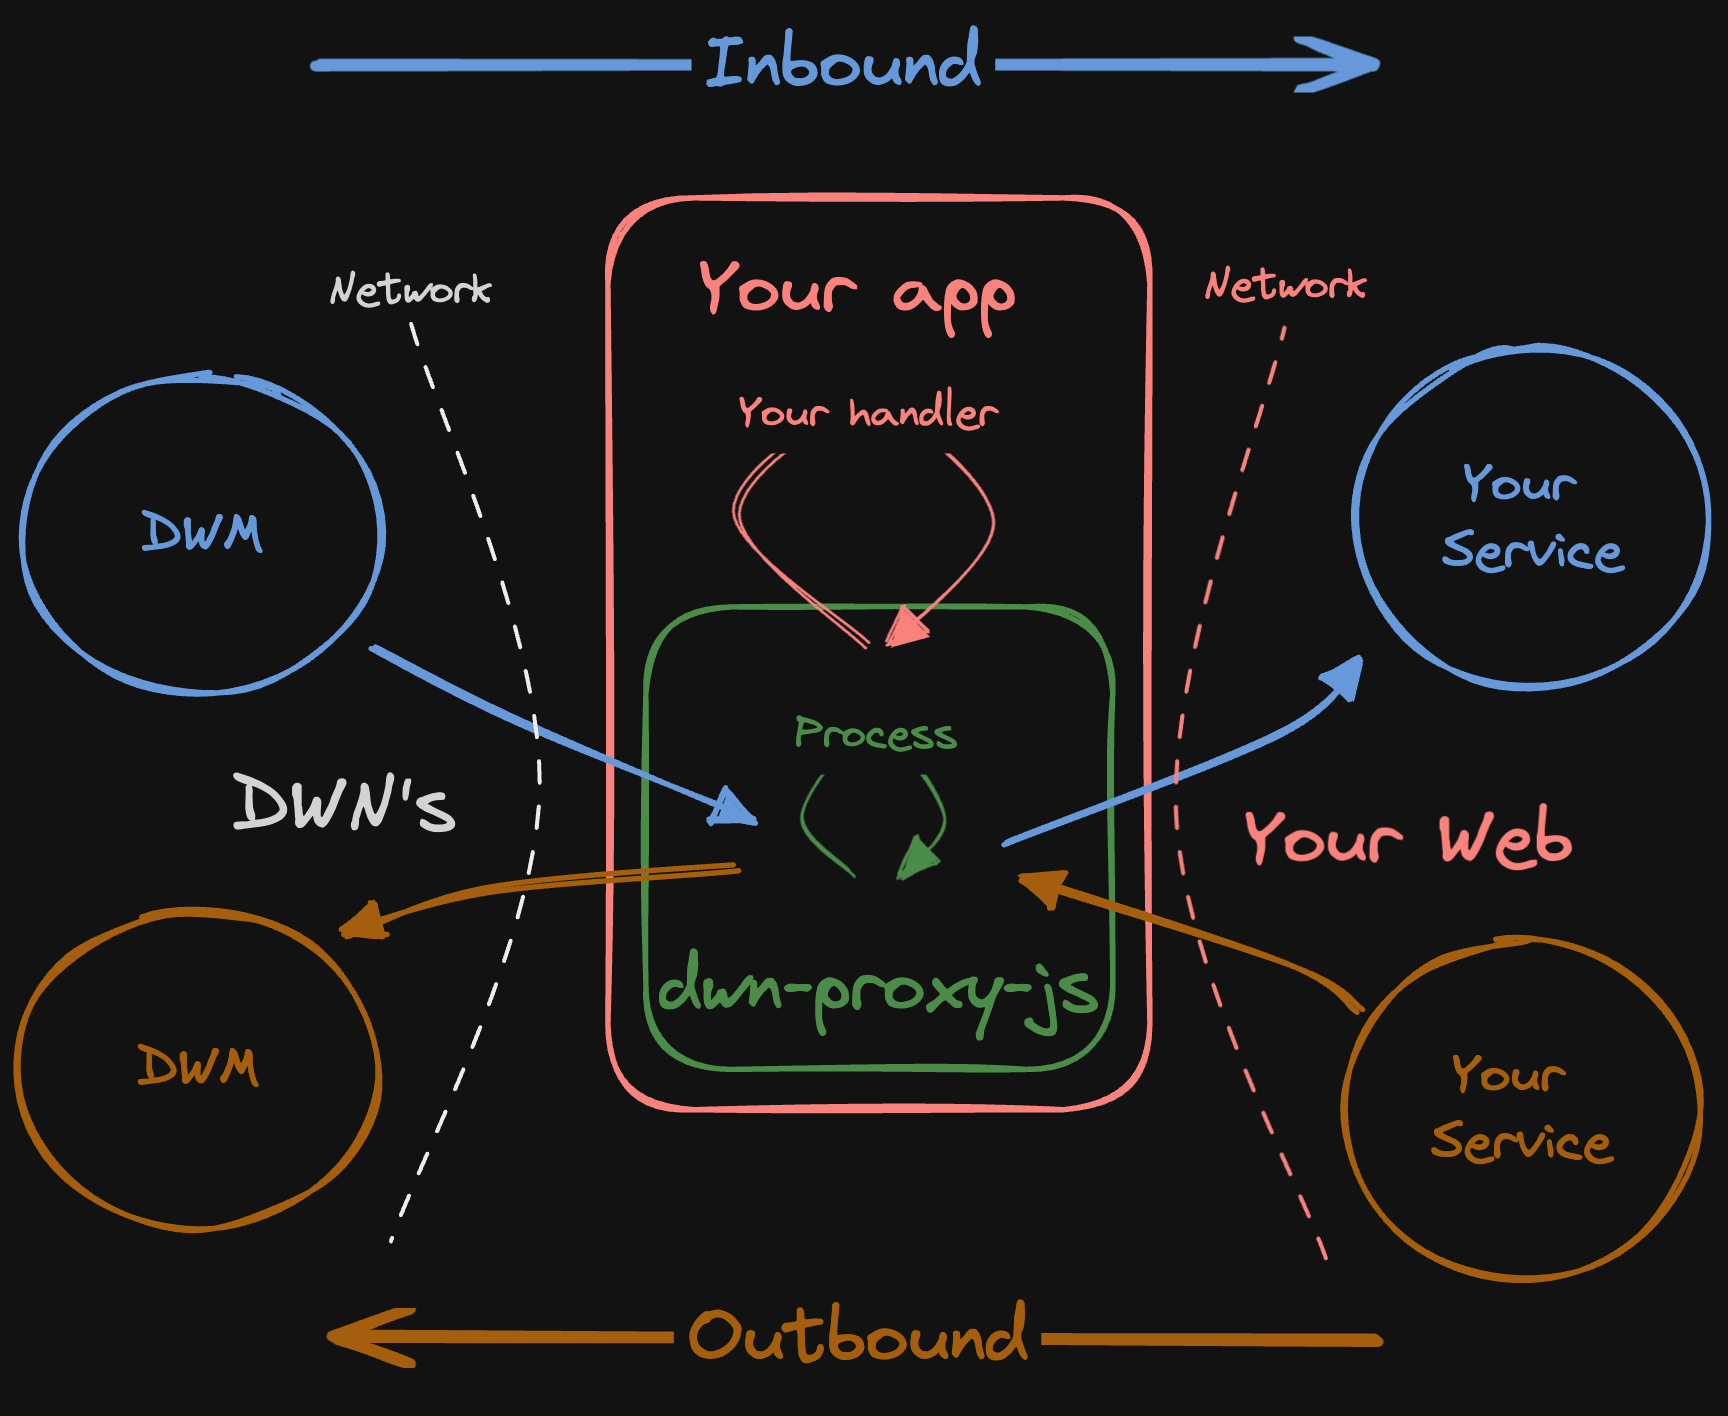 Inbound
Network
Your app
Network
Your handler
DWM
Your
Service
Process
DWN's
Your Web
dwn-proxy-js
DWM
Your
Service
Outbound